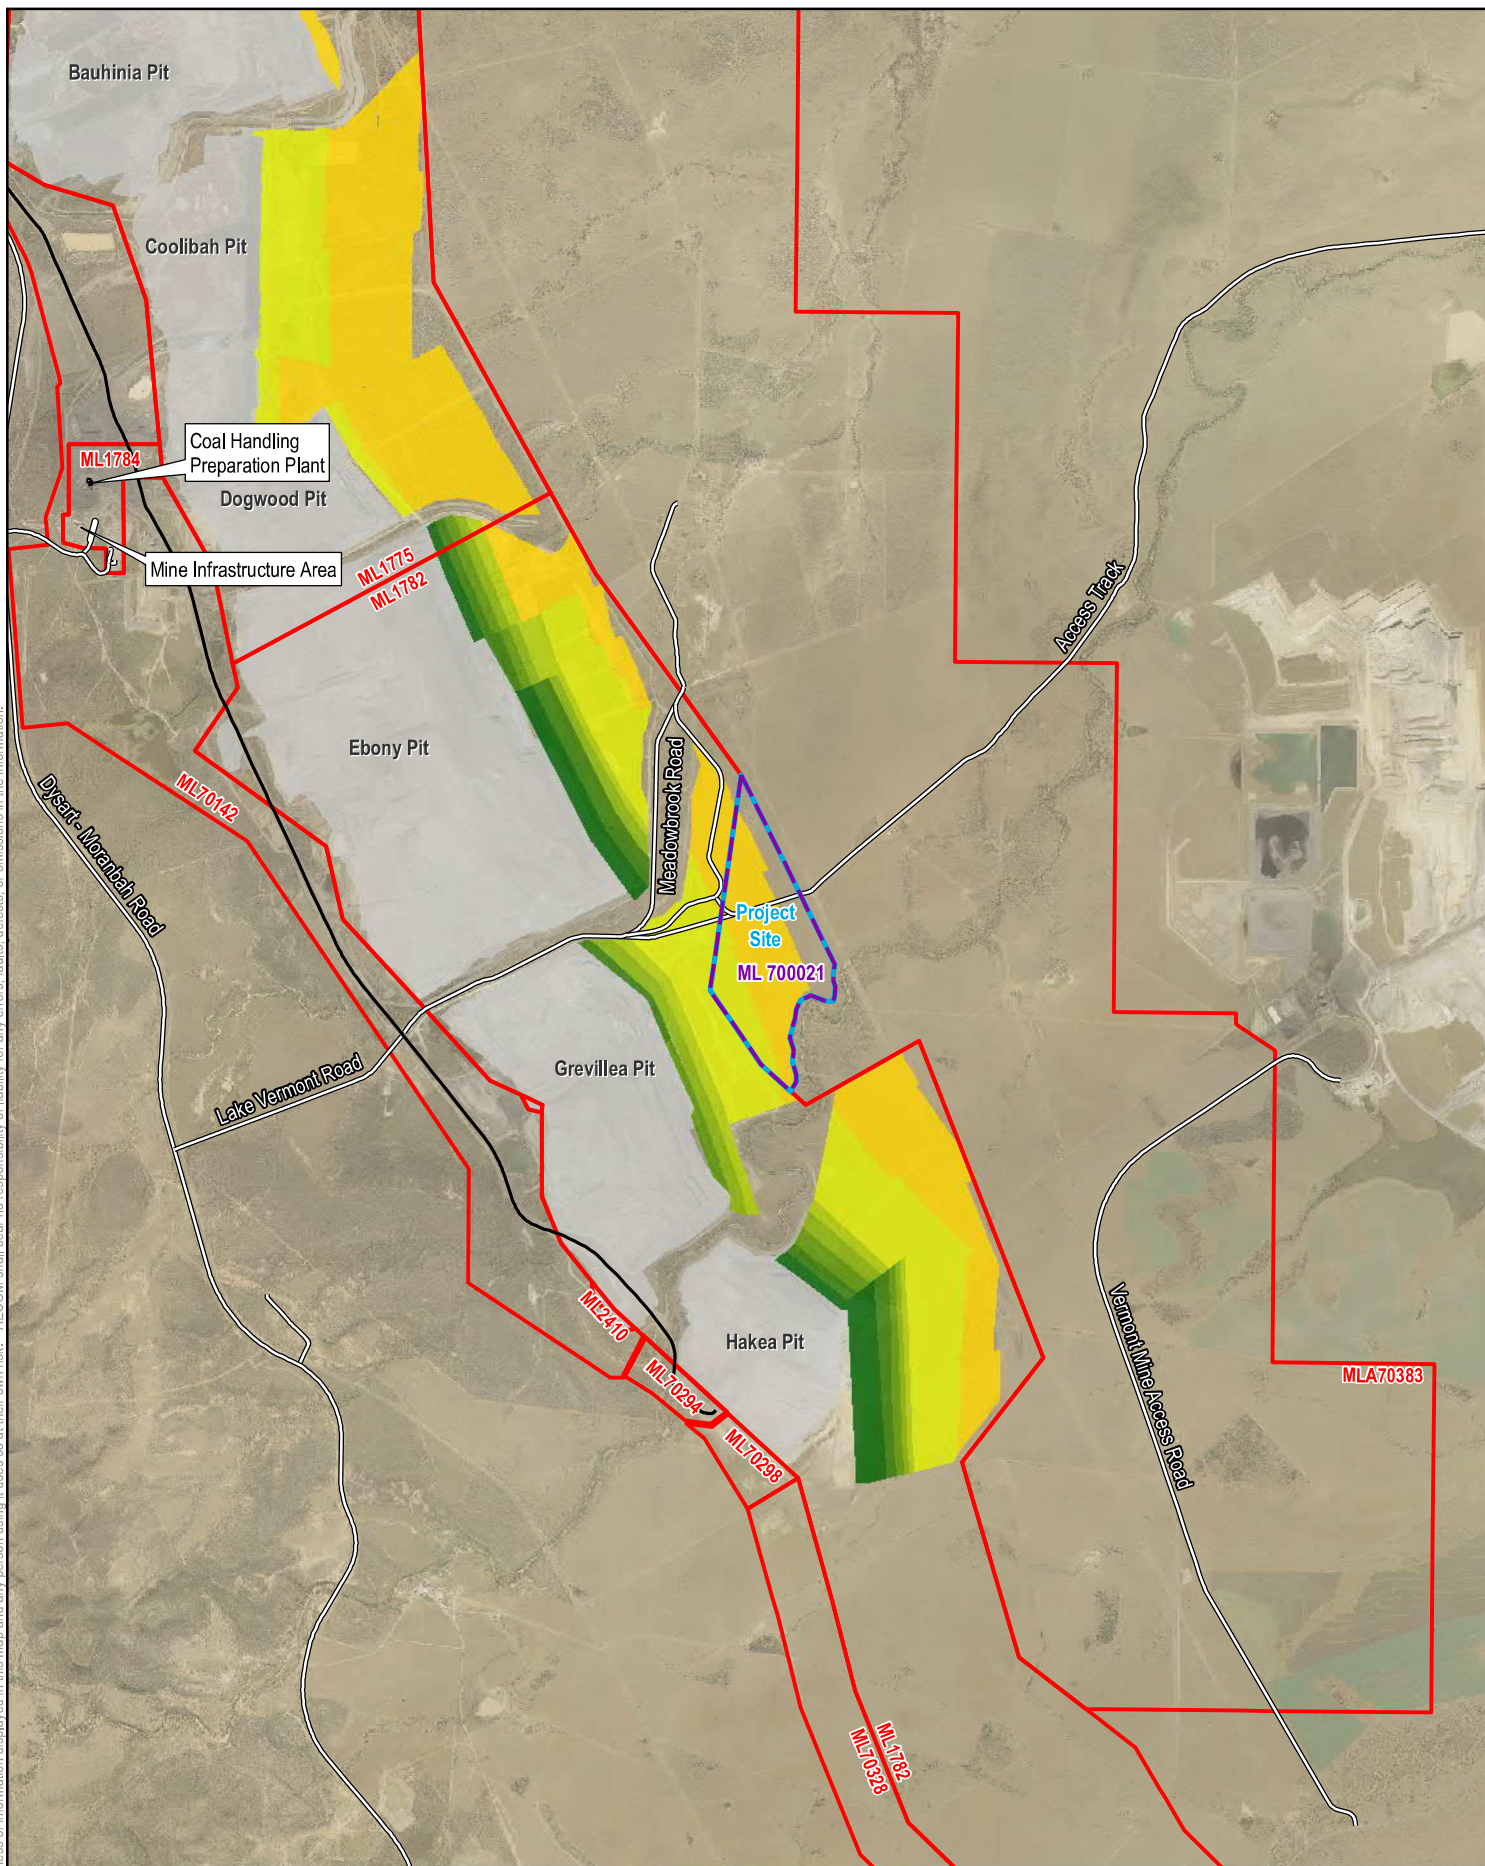 Bauhinia Pit
Coolibah Pit
Coal Handling
Preparation Plant
ML1784
Dogwood Pit
Mine Infrastructure Area
ML1775
ML1782
Access Track
Ebony Pit
Meadowbrook Road
ML70142
Dysart - Moranbah Road
Project
Site
ML 700021
Grevillea Pit
Lake Vermont Road
ML2410
Hakea Pit
ML70294
ML70298
Vermont Mine Access Road
MLA70383
ML1782
ML70328